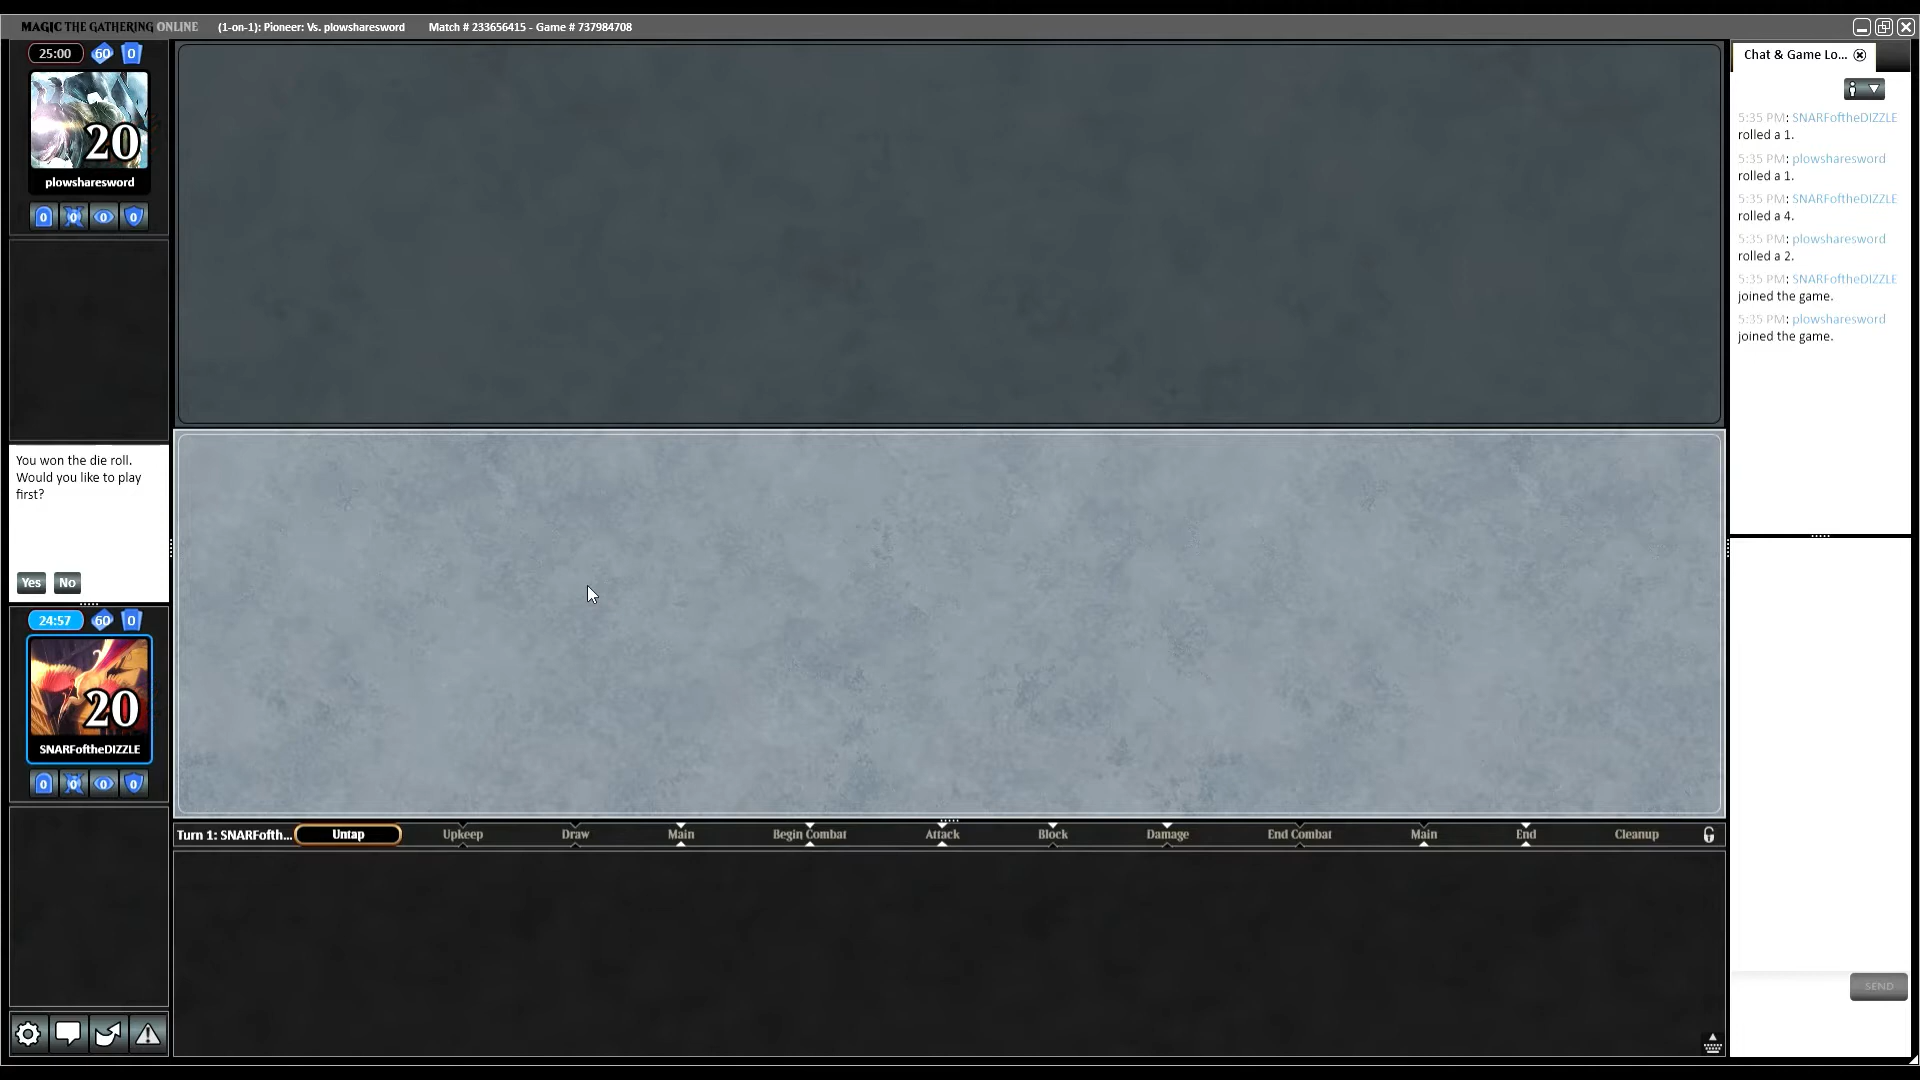 MAGIC THE GATHERING ONLINE (1-on-1): Pioneer: Vs. plowsharesword Match # 233656415 - Game # 737984708
25:00 60 0
20
plowsharesword
0 0 0 0
You won the die roll.
Would you like to play
first?
Yes No
24:57 60 0
20
SNARFoftheDIZZLE
0 0 0 0
Turn 1: SNARFofth... Untap Upkeep Draw Main Begin Combat Attack Block Damage End Combat Main End Cleanup
Chat & Game Lo...
5:35 PM: SNARFoftheDIZZLE
rolled a 1.
5:35 PM: plowsharesword
rolled a 1.
5:35 PM: SNARFoftheDIZZLE
rolled a 4.
5:35 PM: plowsharesword
rolled a 2.
5:35 PM: SNARFoftheDIZZLE
joined the game.
5:35 PM: plowsharesword
joined the game.
SEND